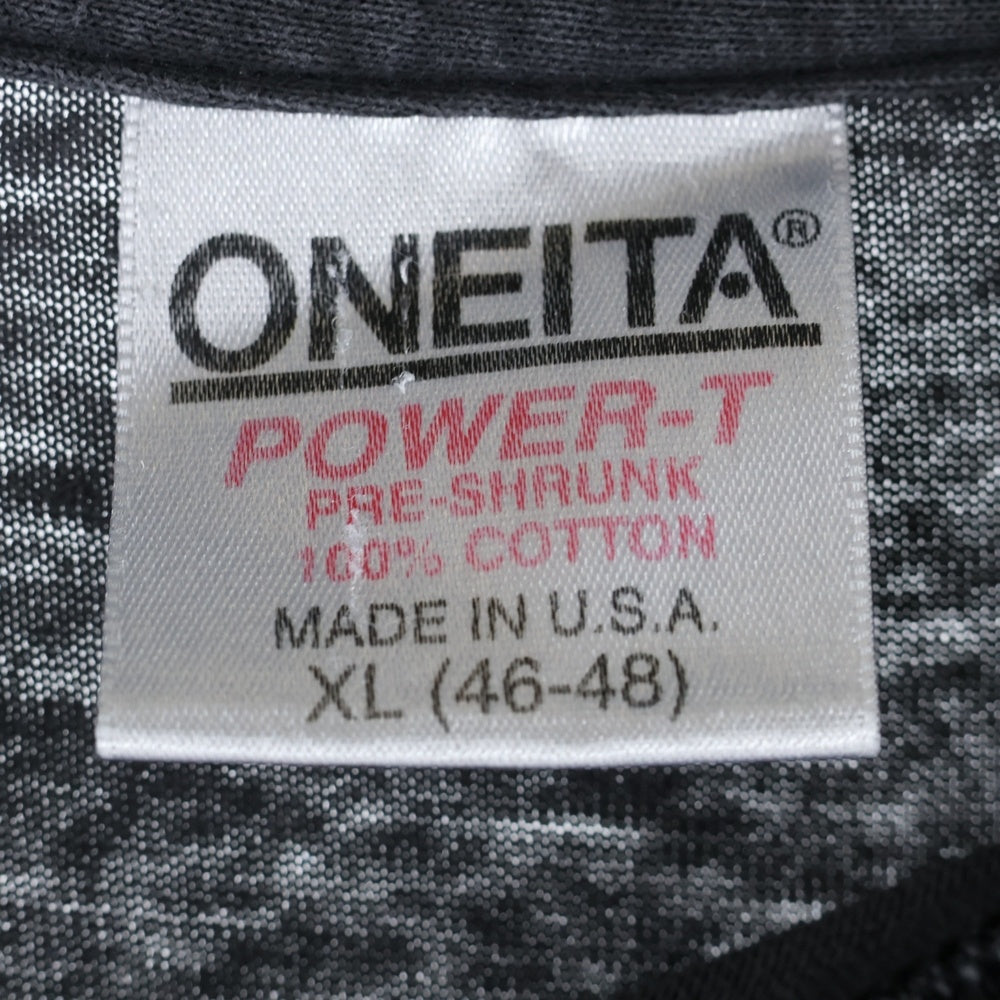 ONEITA®
POWER-T
PRE-SHRUNK
100% COTTON
MADE IN U.S.A.
XL (46-48)